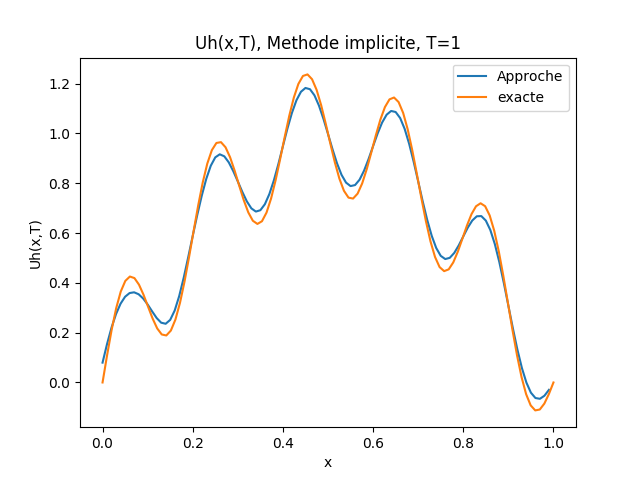 Uh(x,T), Methode implicite, T=1
Approche
exacte
Uh(x,T)
1.2
1.0
0.8
0.6
0.4
0.2
0.0
0.0 0.2 0.4 0.6 0.8 1.0
x